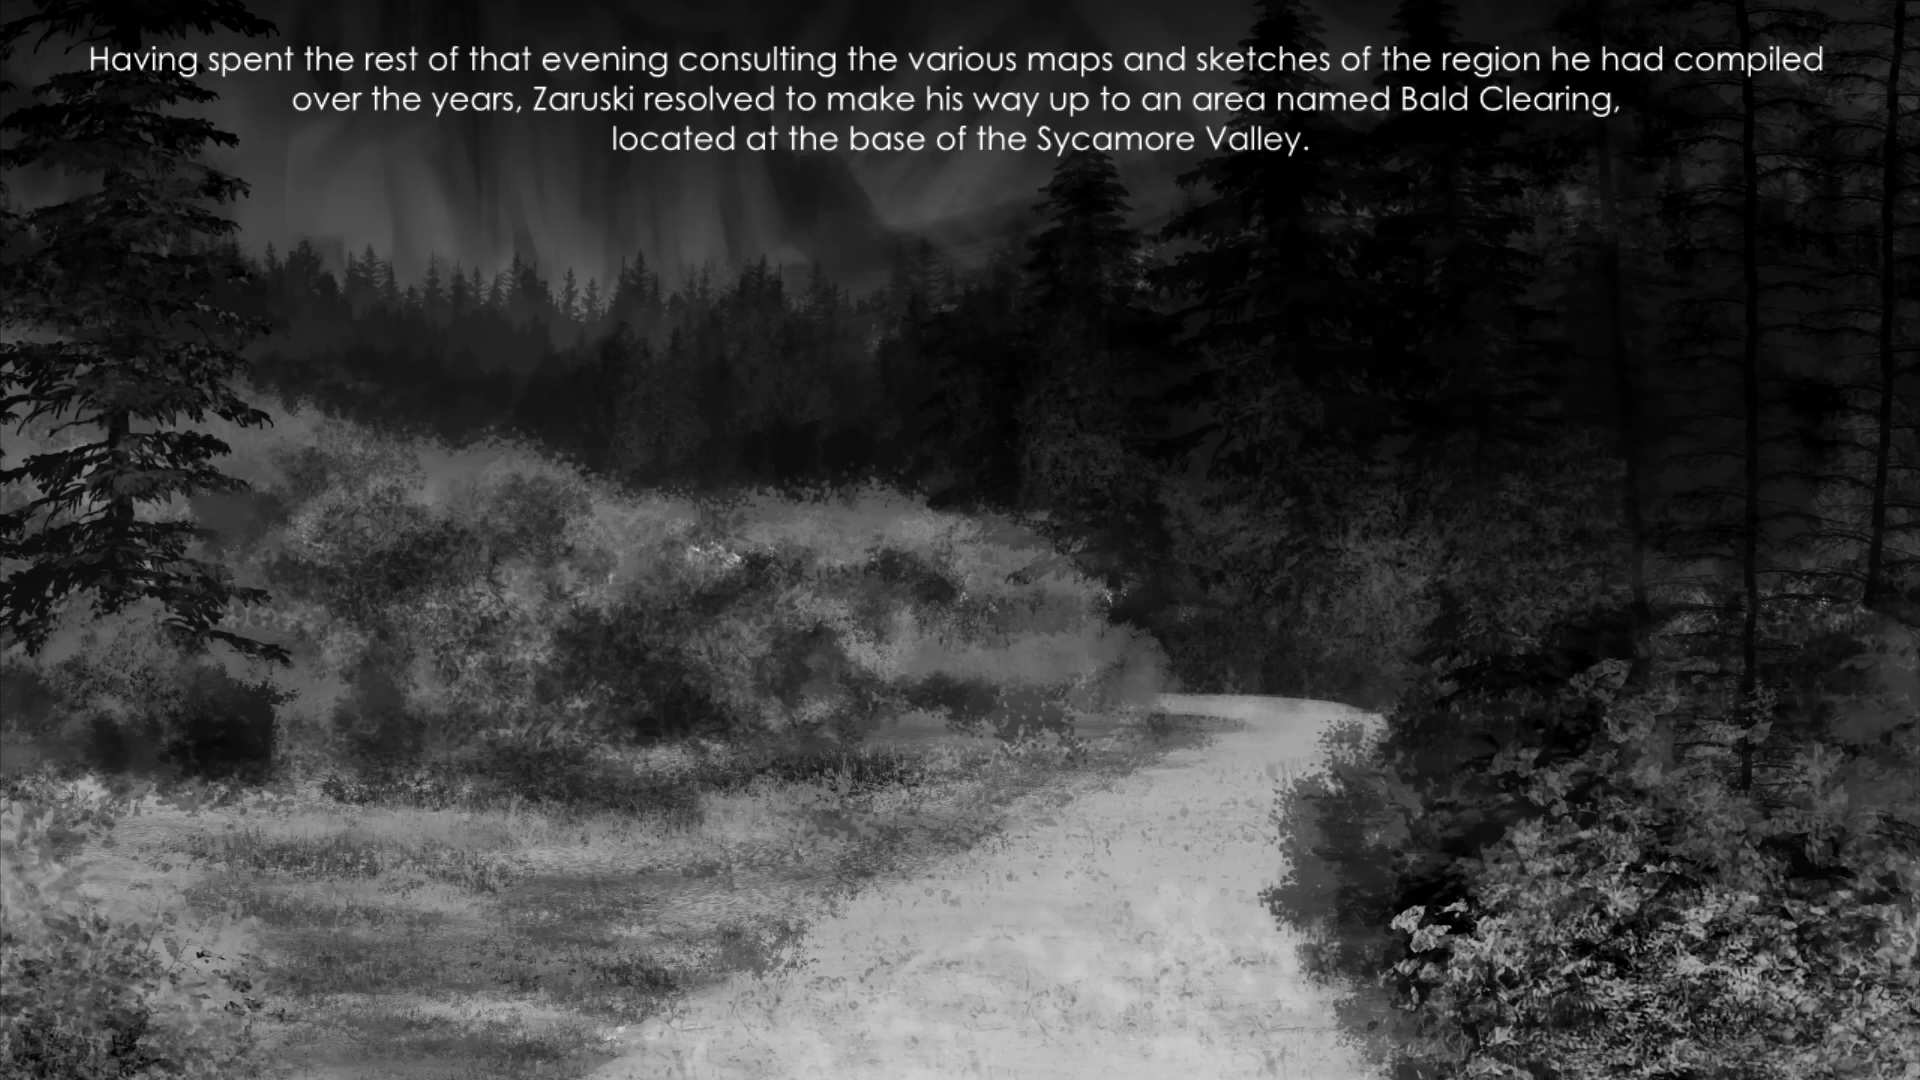 Having spent the rest of that evening consulting the various maps and sketches of the region he had compiled
over the years, Zaruski resolved to make his way up to an area named Bald Clearing,
located at the base of the Sycamore Valley.